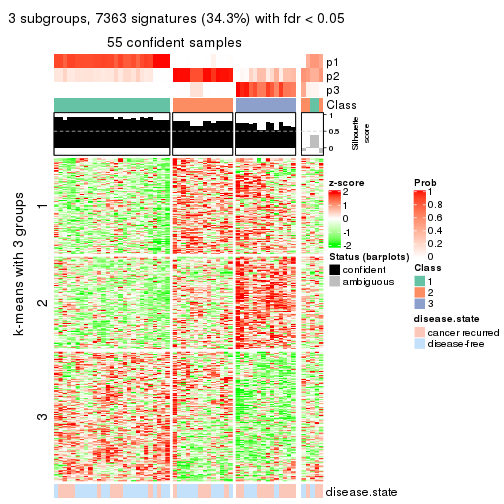 3 subgroups, 7363 signatures (34.3%) with fdr < 0.05
55 confident samples
p1
p2
p3
Class
1
0.5
0
Silhouette
score
k-means with 3 groups
1
2
3
z-score
2
1
0
-1
-2
Status (barplots)
confident
ambiguous
Prob
1
0.8
0.6
0.4
0.2
0
Class
1
2
3
disease.state
cancer recurred
disease-free
disease.state